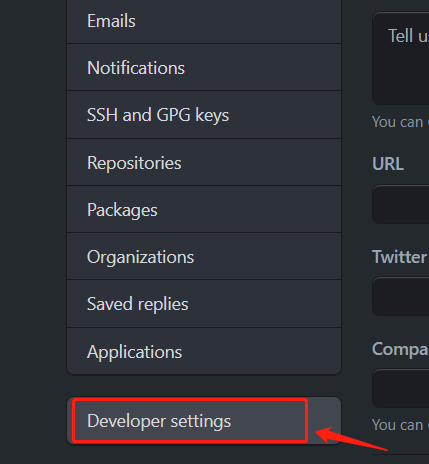 Emails
Notifications
SSH and GPG keys
Repositories
Packages
Organizations
Saved replies
Applications
Developer settings
Tell
You can
URL
Twitter
You can